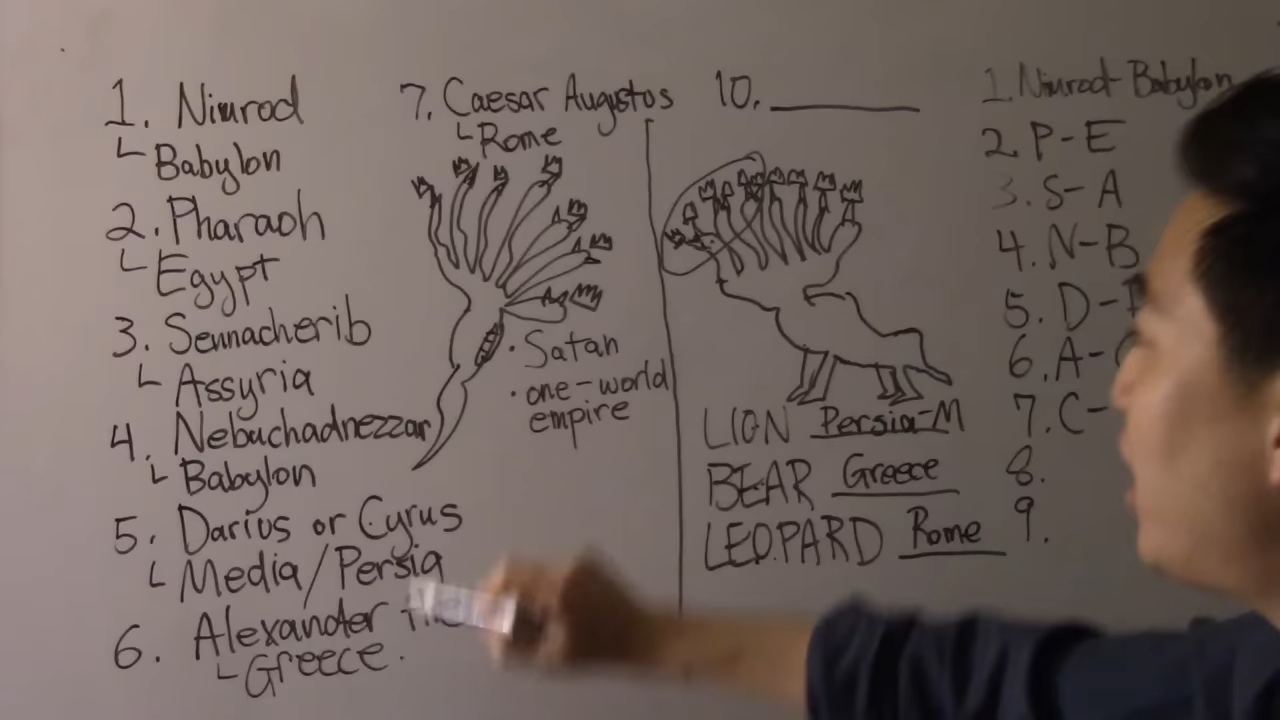 1. Nimrod
Babylon
2. Pharaoh
Egypt
3. Sennacherib
Assyria
4. Nebuchadnezzar
Babylon
5. Darius or Cyrus
Media/Persia
6. Alexander
Greece.
7. Caesar Augustos
Rome
• Satan
• one-world
empire
10.
LION Persia-M
BEAR Greece
LEOPARD Rome
1. Nimrod Babylon
2. P-E
3. S-A
4. N-B
5. D-
6. A-
7. C-
8.
9.